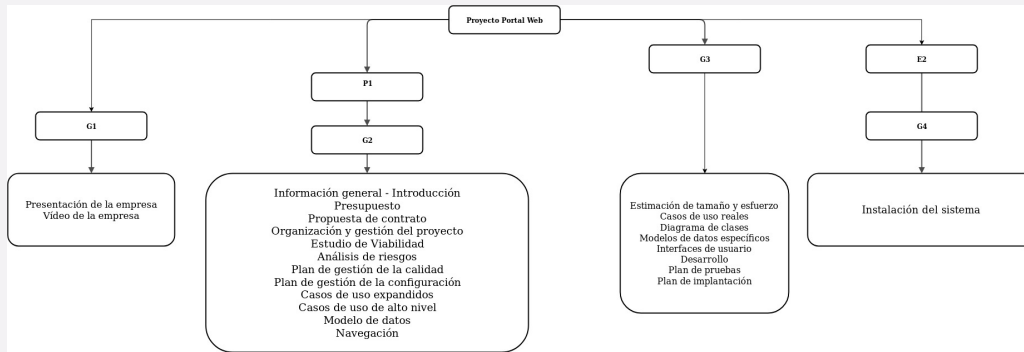 Proyecto Portal Web
G3
E2
P1
G1
G2
G4
Presentación de la empresa
Vídeo de la empresa
Información general - Introducción
Presupuesto
Propuesta de contrato
Organización y gestión del proyecto
Estudio de Viabilidad
Análisis de riesgos
Plan de gestión de la calidad
Plan de gestión de la configuración
Casos de uso expandidos
Casos de uso de alto nivel
Modelo de datos
Navegación
Estimación de tamaño y esfuerzo
Casos de uso reales
Diagrama de clases
Modelos de datos específicos
Interfaces de usuario
Desarrollo
Plan de pruebas
Plan de implantación
Instalación del sistema